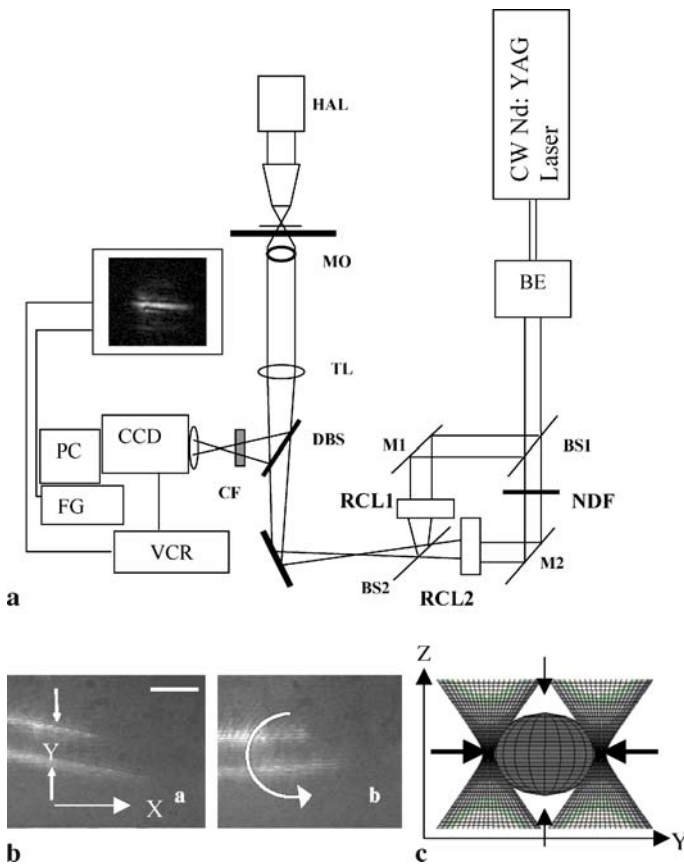 HAL
CW Nd: YAG
Laser
MO
BE
TL
DBS
M1
BS1
CCD
PC
CF
RCL1
NDF
FG
VCR
BS2
M2
RCL2
a
Z
Y
X
a
b
Y
b
c